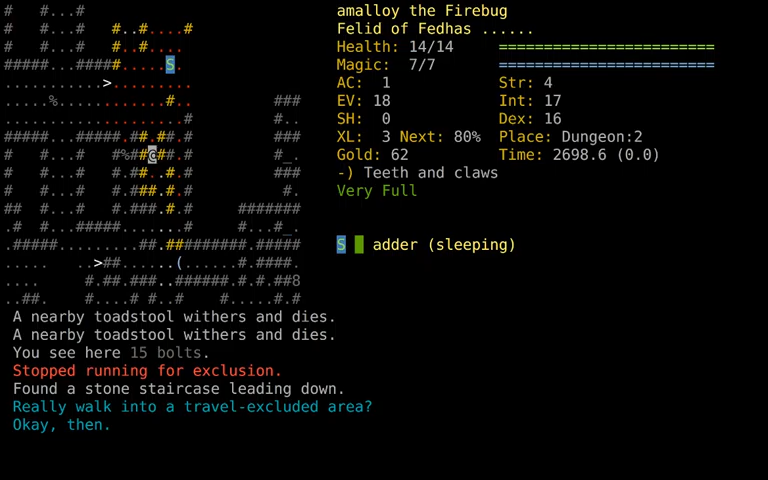 amalloy the Firebug
Felid of Fedhas ......
Health: 14/14 ========================
Magic: 7/7 ========================
AC: 1 Str: 4
EV: 18 Int: 17
SH: 0 Dex: 16
XL: 3 Next: 80% Place: Dungeon:2
Gold: 62 Time: 2698.6 (0.0)
-) Teeth and claws
Very Full
S adder (sleeping)
A nearby toadstool withers and dies.
A nearby toadstool withers and dies.
You see here 15 bolts.
Stopped running for exclusion.
Found a stone staircase leading down.
Really walk into a travel-excluded area?
Okay, then.